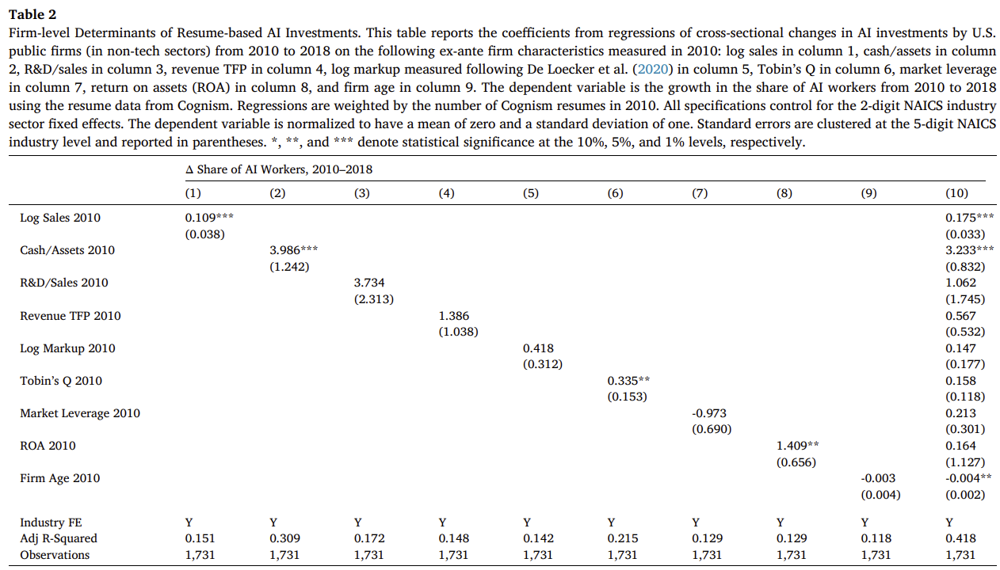 Table 2
Firm-level Determinants of Resume-based AI Investments. This table reports the coefficients from regressions of cross-sectional changes in AI investments by U.S.
public firms (in non-tech sectors) from 2010 to 2018 on the following ex-ante firm characteristics measured in 2010: log sales in column 1, cash/assets in column
2, R&D/sales in column 3, revenue TFP in column 4, log markup measured following De Loecker et al. (2020) in column 5, Tobin's Q in column 6, market leverage
in column 7, return on assets (ROA) in column 8, and firm age in column 9. The dependent variable is the growth in the share of AI workers from 2010 to 2018
using the resume data from Cognism. Regressions are weighted by the number of Cognism resumes in 2010. All specifications control for the 2-digit NAICS industry
sector fixed effects. The dependent variable is normalized to have a mean of zero and a standard deviation of one. Standard errors are clustered at the 5-digit NAICS
industry level and reported in parentheses. *, **, and *** denote statistical significance at the 10%, 5%, and 1% levels, respectively.
Δ Share of AI Workers, 2010–2018
(1) (2) (3) (4) (5) (6) (7) (8) (9) (10)
Log Sales 2010 0.109*** 0.175***
(0.038) (0.033)
Cash/Assets 2010 3.986*** 3.233***
(1.242) (0.832)
R&D/Sales 2010 3.734 1.062
(2.313) (1.745)
Revenue TFP 2010 1.386 0.567
(1.038) (0.532)
Log Markup 2010 0.418 0.147
(0.312) (0.177)
Tobin's Q 2010 0.335** 0.158
(0.153) (0.118)
Market Leverage 2010 -0.973 0.213
(0.690) (0.301)
ROA 2010 1.409** 0.164
(0.656) (1.127)
Firm Age 2010 -0.003 -0.004**
(0.004) (0.002)
Industry FE Y Y Y Y Y Y Y Y Y Y
Adj R-Squared 0.151 0.309 0.172 0.148 0.142 0.215 0.129 0.129 0.118 0.418
Observations 1,731 1,731 1,731 1,731 1,731 1,731 1,731 1,731 1,731 1,731